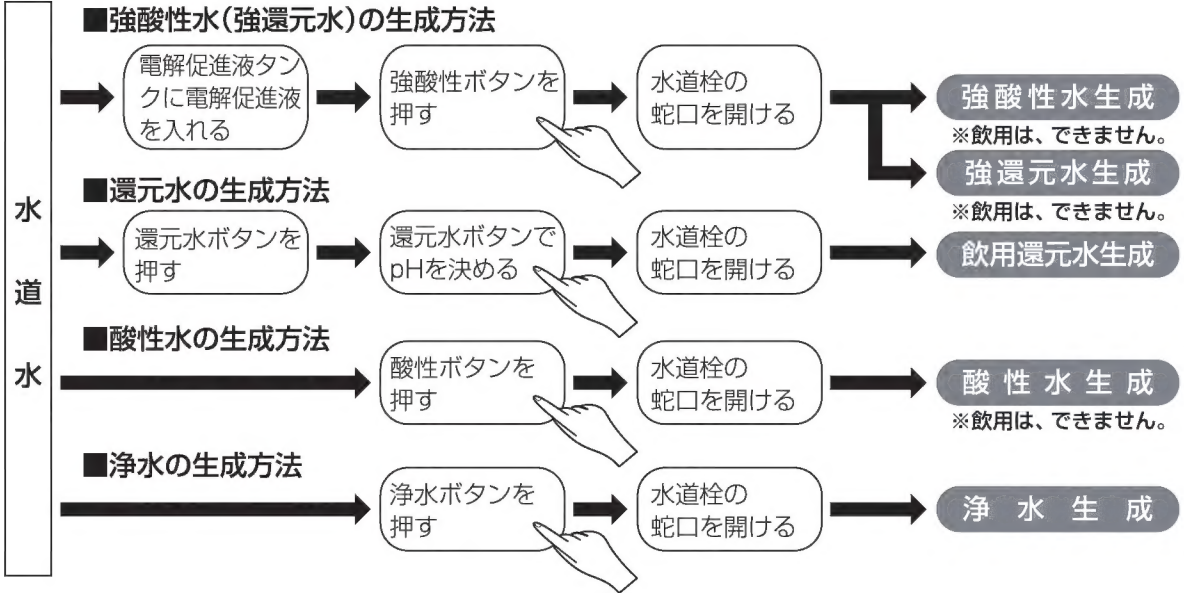 水道水
■強酸性水(強還元水)の生成方法
電解促進液タン
クに電解促進液
を入れる
強酸性ボタンを
押す
水道栓の
蛇口を開ける
強酸性水生成
※飲用は、できません。
強還元水生成
※飲用は、できません。
■還元水の生成方法
還元水ボタンを
押す
還元水ボタンで
pHを決める
水道栓の
蛇口を開ける
飲用還元水生成
■酸性水の生成方法
酸性ボタンを
押す
水道栓の
蛇口を開ける
酸性水生成
※飲用は、できません。
■浄水の生成方法
浄水ボタンを
押す
水道栓の
蛇口を開ける
浄水生成